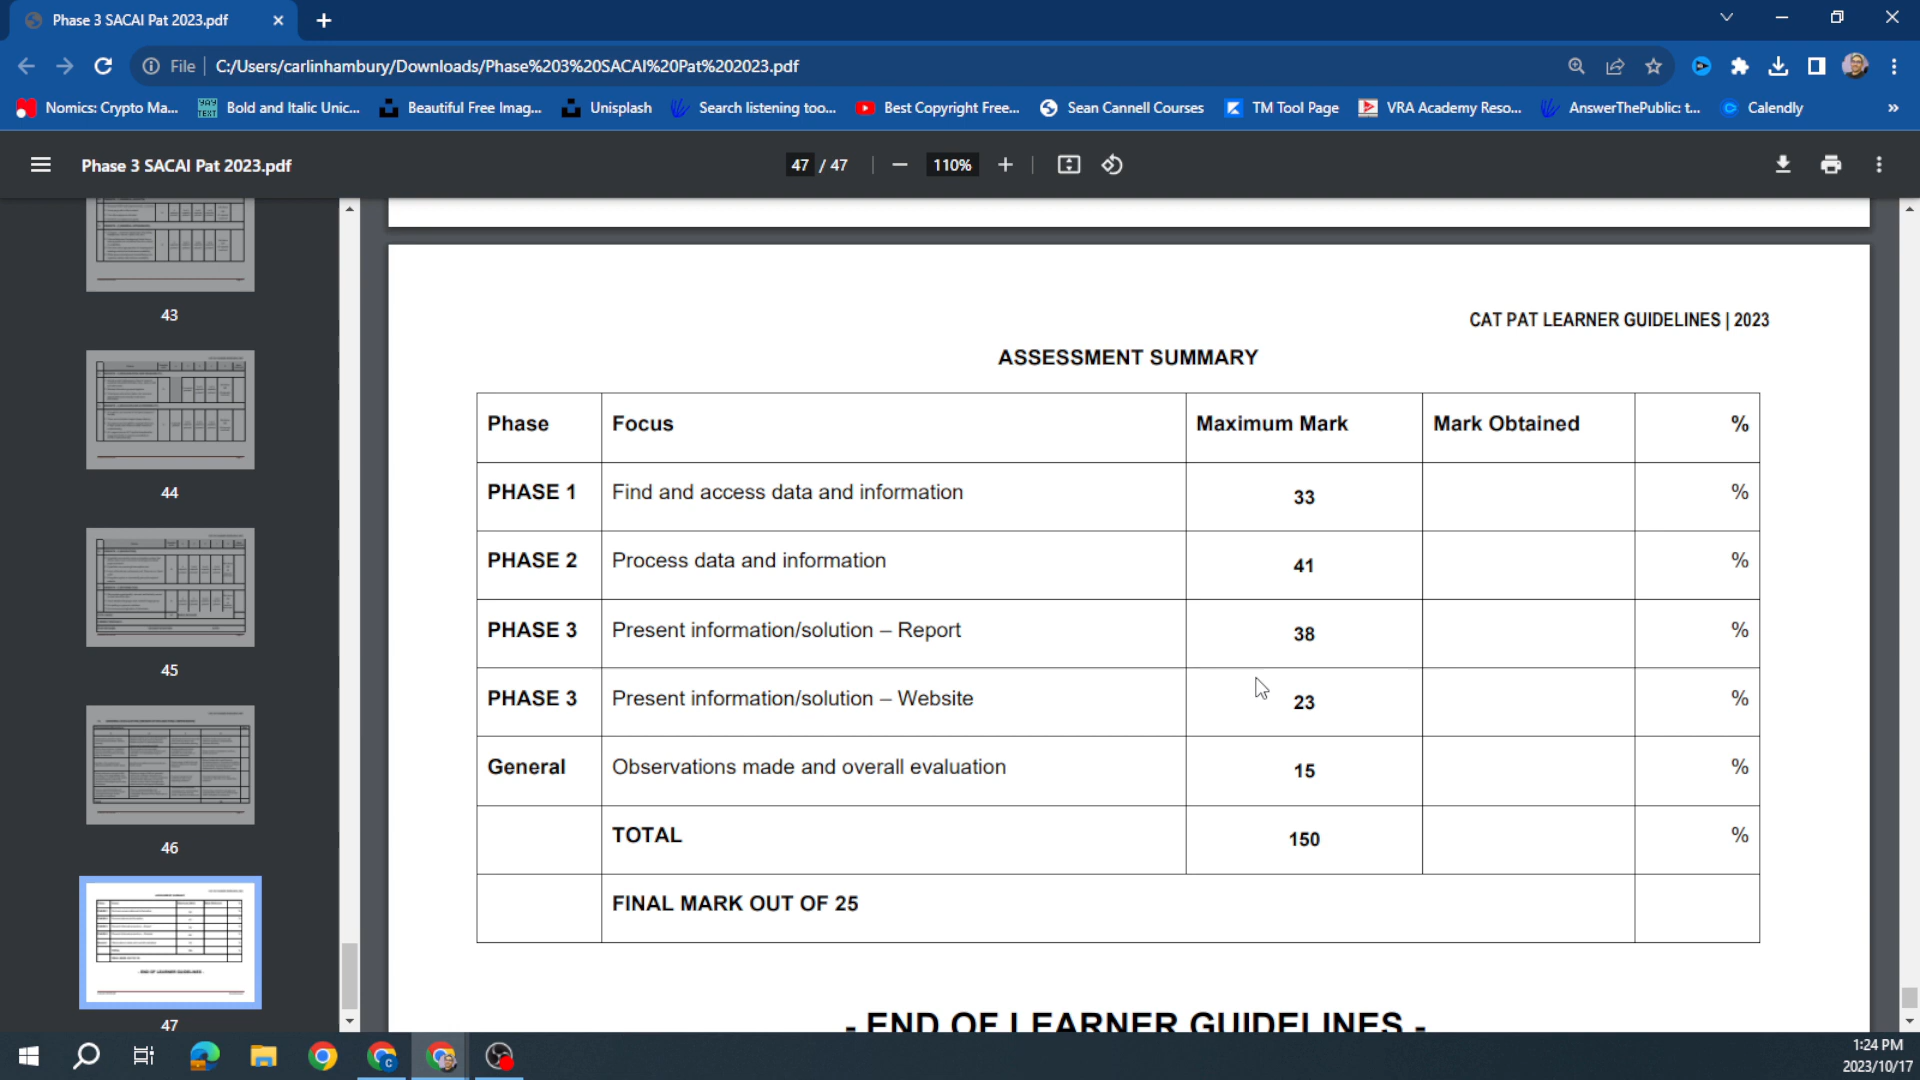 Phase 3 SACAI Pat 2023.pdf
File C:/Users/carlinhambury/Downloads/Phase%203%20SACAI%20Pat%202023.pdf
Nomics: Crypto Ma... YAY TEXT Bold and Italic Unic... Beautiful Free Imag... Unisplash Search listening too... Best Copyright Free... Sean Cannell Courses TM Tool Page VRA Academy Reso... AnswerThePublic: t... Calendly »
Phase 3 SACAI Pat 2023.pdf 47 / 47 110%
43
44
45
46
47
CAT PAT LEARNER GUIDELINES | 2023
ASSESSMENT SUMMARY
Phase Focus Maximum Mark Mark Obtained %
PHASE 1 Find and access data and information 33 %
PHASE 2 Process data and information 41 %
PHASE 3 Present information/solution – Report 38 %
PHASE 3 Present information/solution – Website 23 %
General Observations made and overall evaluation 15 %
TOTAL 150 %
FINAL MARK OUT OF 25
- END OF LEARNER GUIDELINES -
1:24 PM
2023/10/17